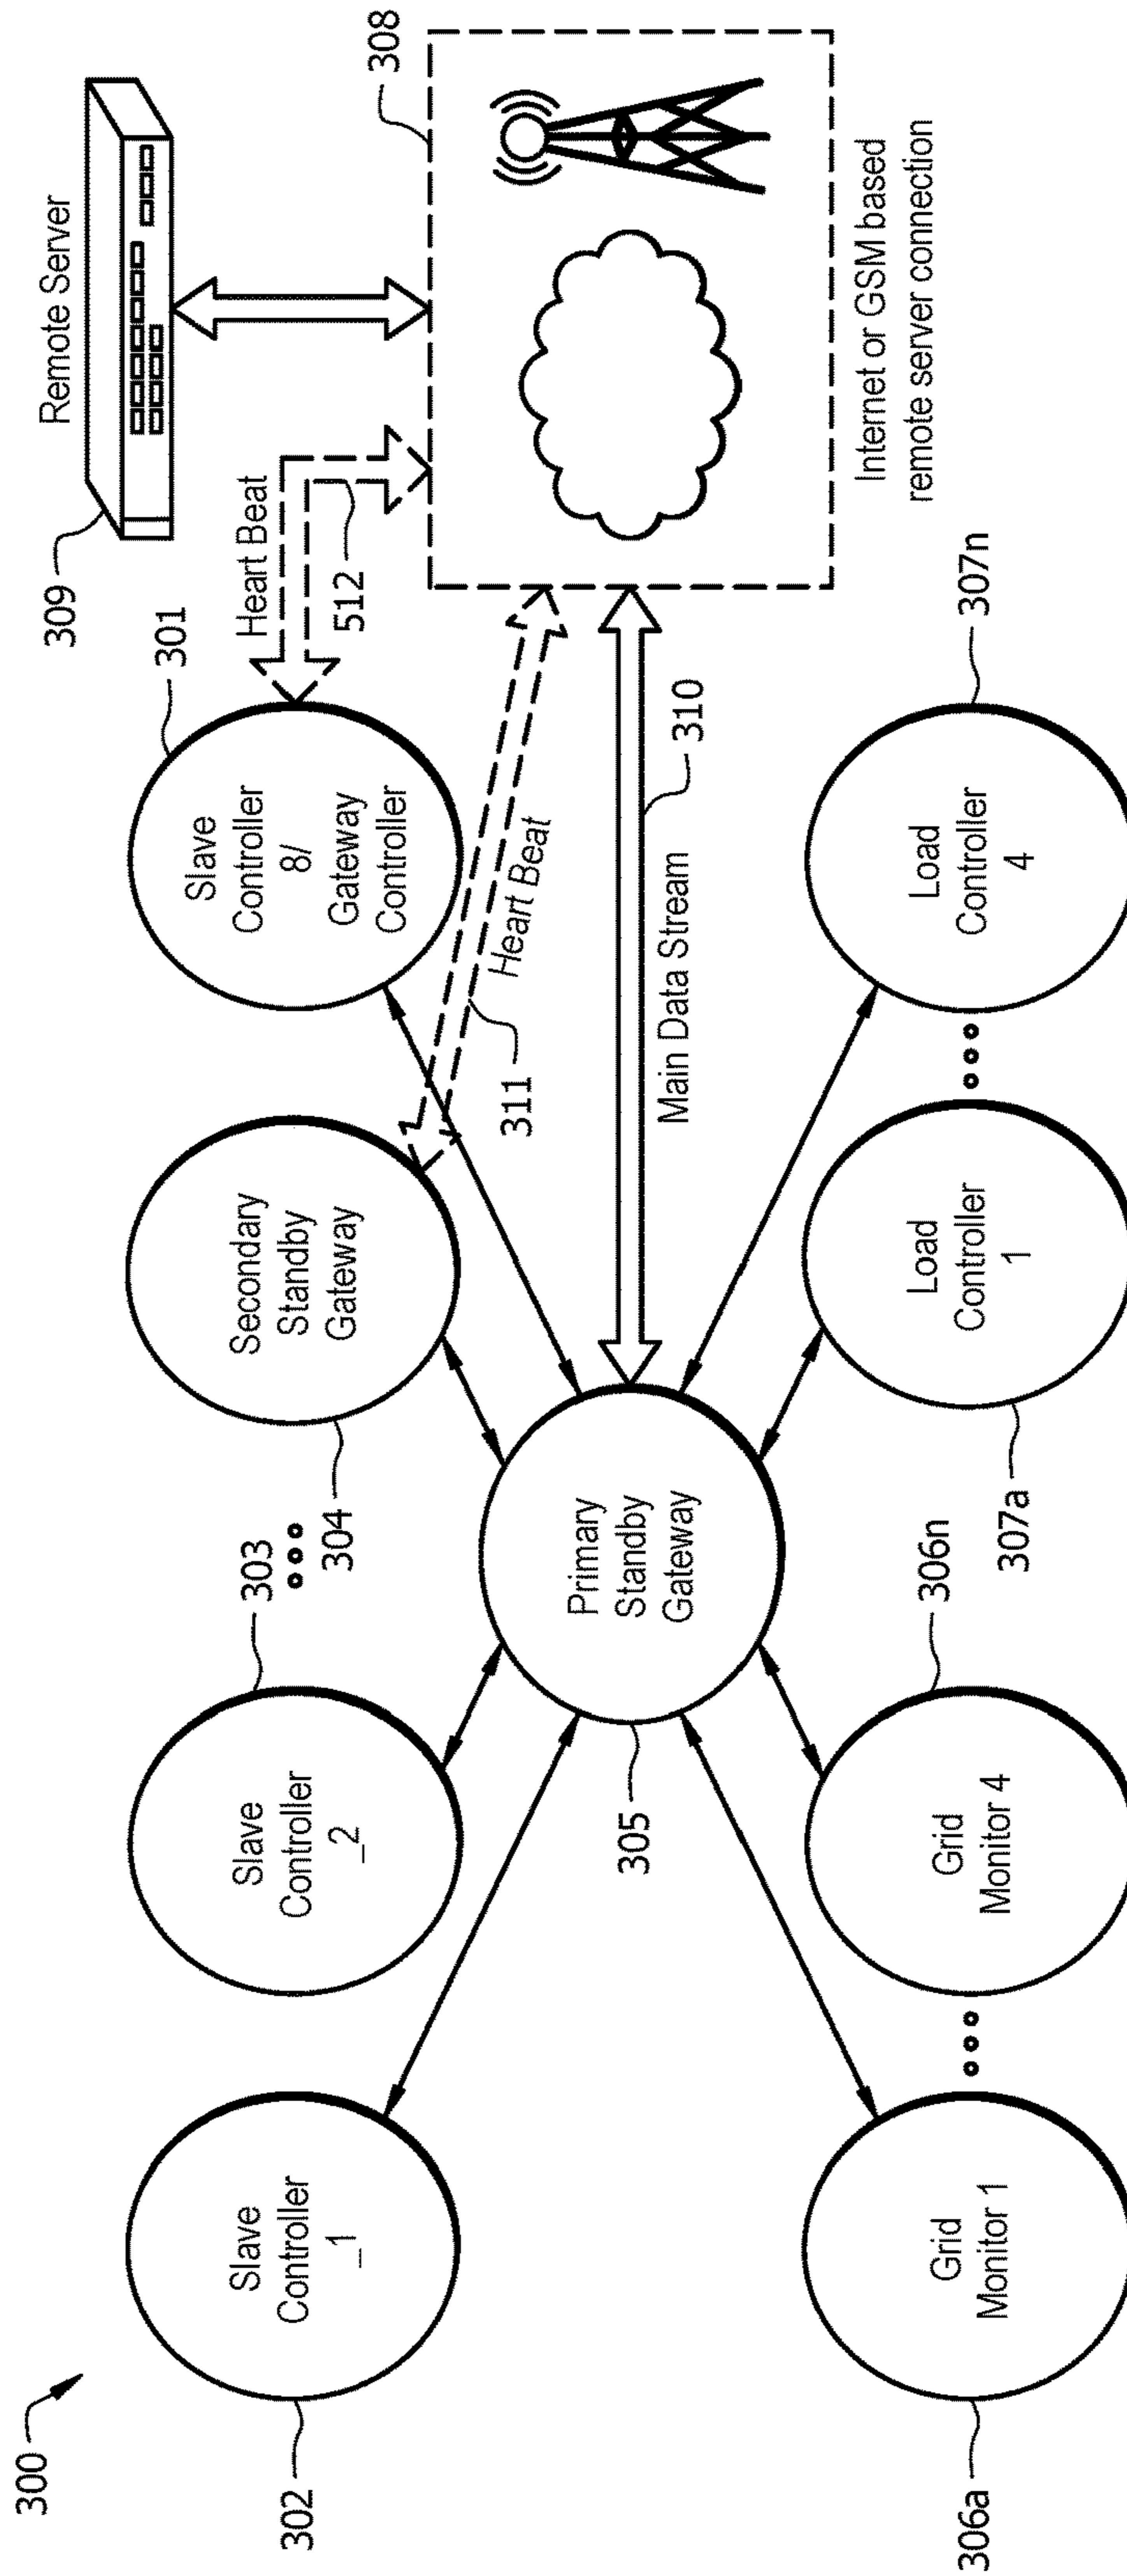 300
302
Slave
Controller
_1
303
Slave
Controller
_2
304
Secondary
Standby
Gateway
301
Slave
Controller
8/
Gateway
Controller
309
Remote Server
Heart Beat
512
308
311
Heart Beat
310
Main Data Stream
Internet or GSM based
remote server connection
305
Primary
Standby
Gateway
306a
Grid
Monitor 1
306n
Grid
Monitor 4
307a
Load
Controller
1
307n
Load
Controller
4